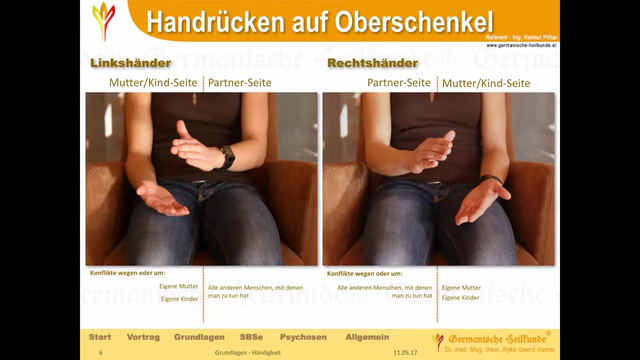 Handrücken auf Oberschenkel
Referent - Ing. Helmut Pilhar
www.germanische-heilkunde.at
Linkshänder
Rechtshänder
Mutter/Kind-Seite
Partner-Seite
Partner-Seite
Mutter/Kind-Seite
Konflikte wegen oder um:
Konflikte wegen oder um:
Eigene Mutter
Eigene Kinder
Alle anderen Menschen, mit denen
man zu tun hat
Alle anderen Menschen, mit denen
man zu tun hat
Eigene Mutter
Eigene Kinder
Start Vortrag Grundlagen SBSe Psychosen Allgemein
Germanische Heilkunde®
Dr. med. Mag. theol. Ryke Geerd Hamer
6
Grundlagen - Händigkeit
11.05.17